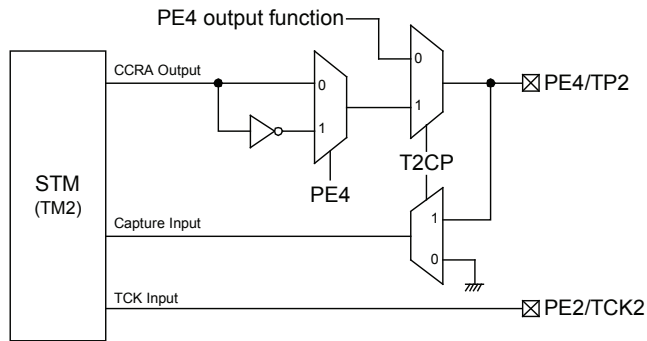 PE4 output function
CCRA Output
0
1
0
1
PE4/TP2
PE4
T2CP
STM
(TM2)
Capture Input
1
0
TCK Input
PE2/TCK2